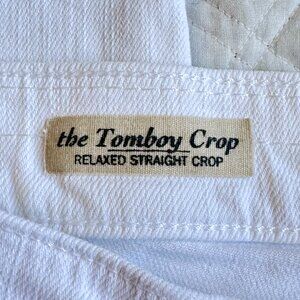 the Tomboy Crop
RELAXED STRAIGHT CROP